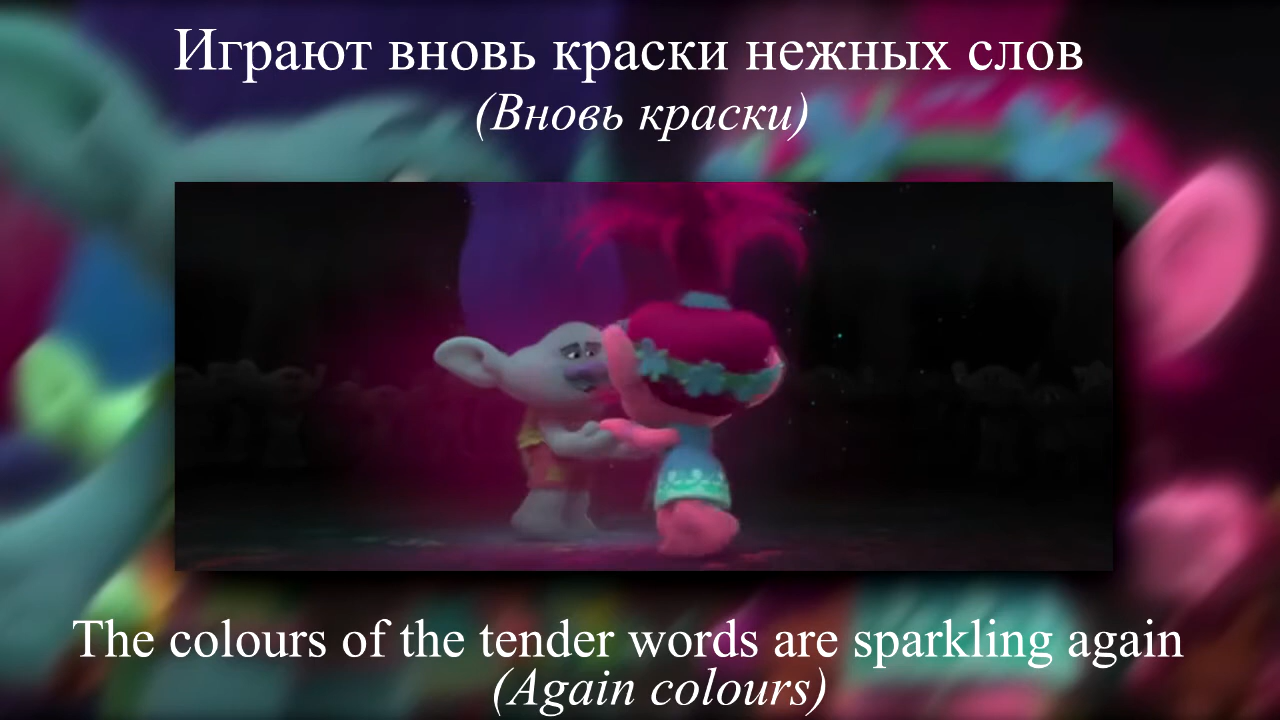 Играют вновь краски нежных слов
(Вновь краски)
The colours of the tender words are sparkling again
(Again colours)